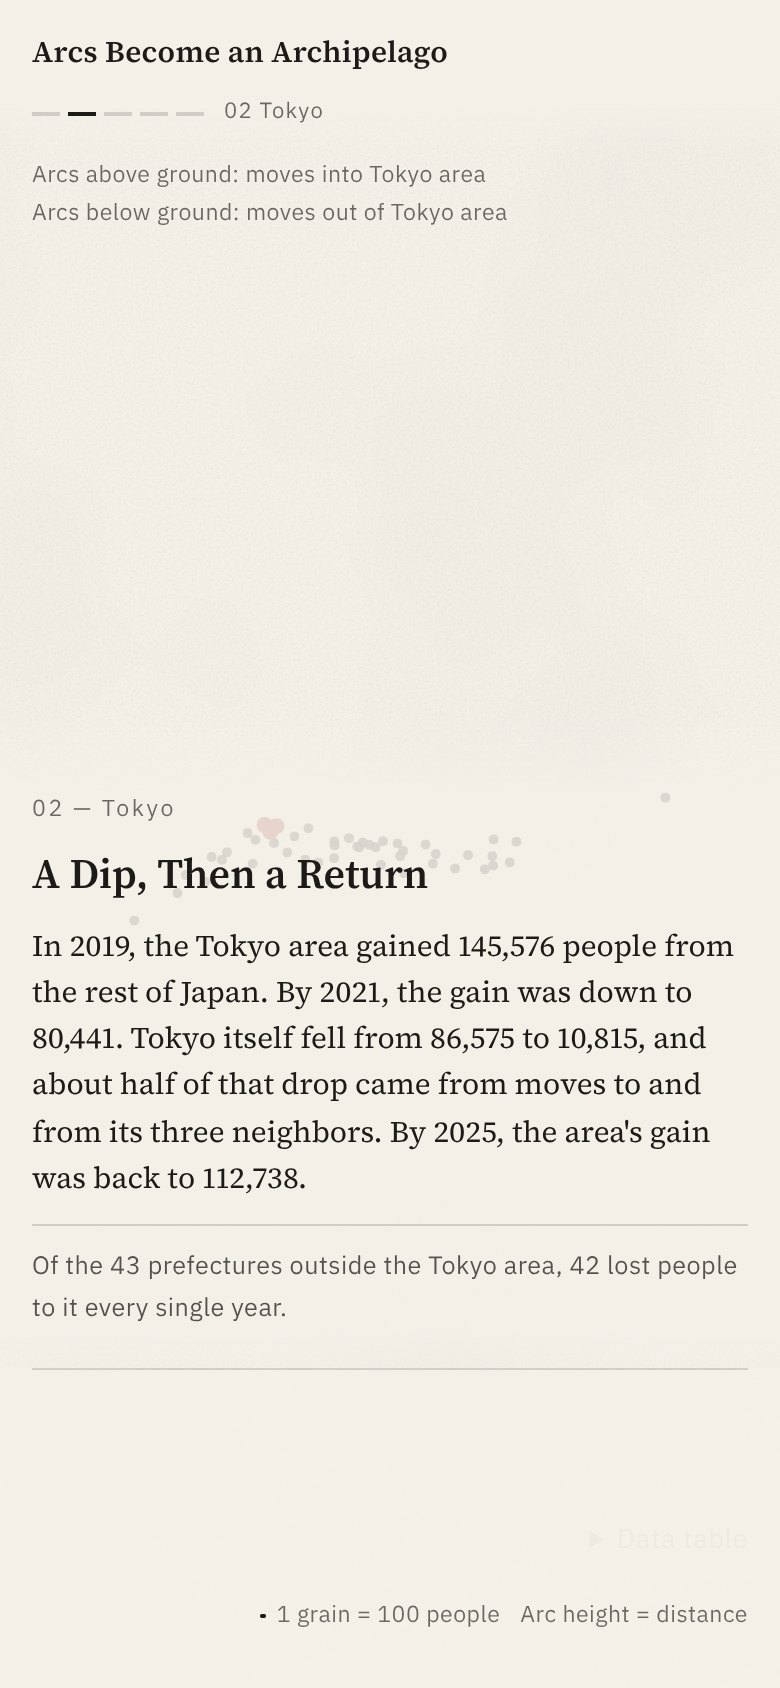 Arcs Become an Archipelago
02 Tokyo
Arcs above ground: moves into Tokyo area
Arcs below ground: moves out of Tokyo area
02 — Tokyo
A Dip, Then a Return
In 2019, the Tokyo area gained 145,576 people from
the rest of Japan. By 2021, the gain was down to
80,441. Tokyo itself fell from 86,575 to 10,815, and
about half of that drop came from moves to and
from its three neighbors. By 2025, the area's gain
was back to 112,738.
Of the 43 prefectures outside the Tokyo area, 42 lost people
to it every single year.
Data table
1 grain = 100 people Arc height = distance